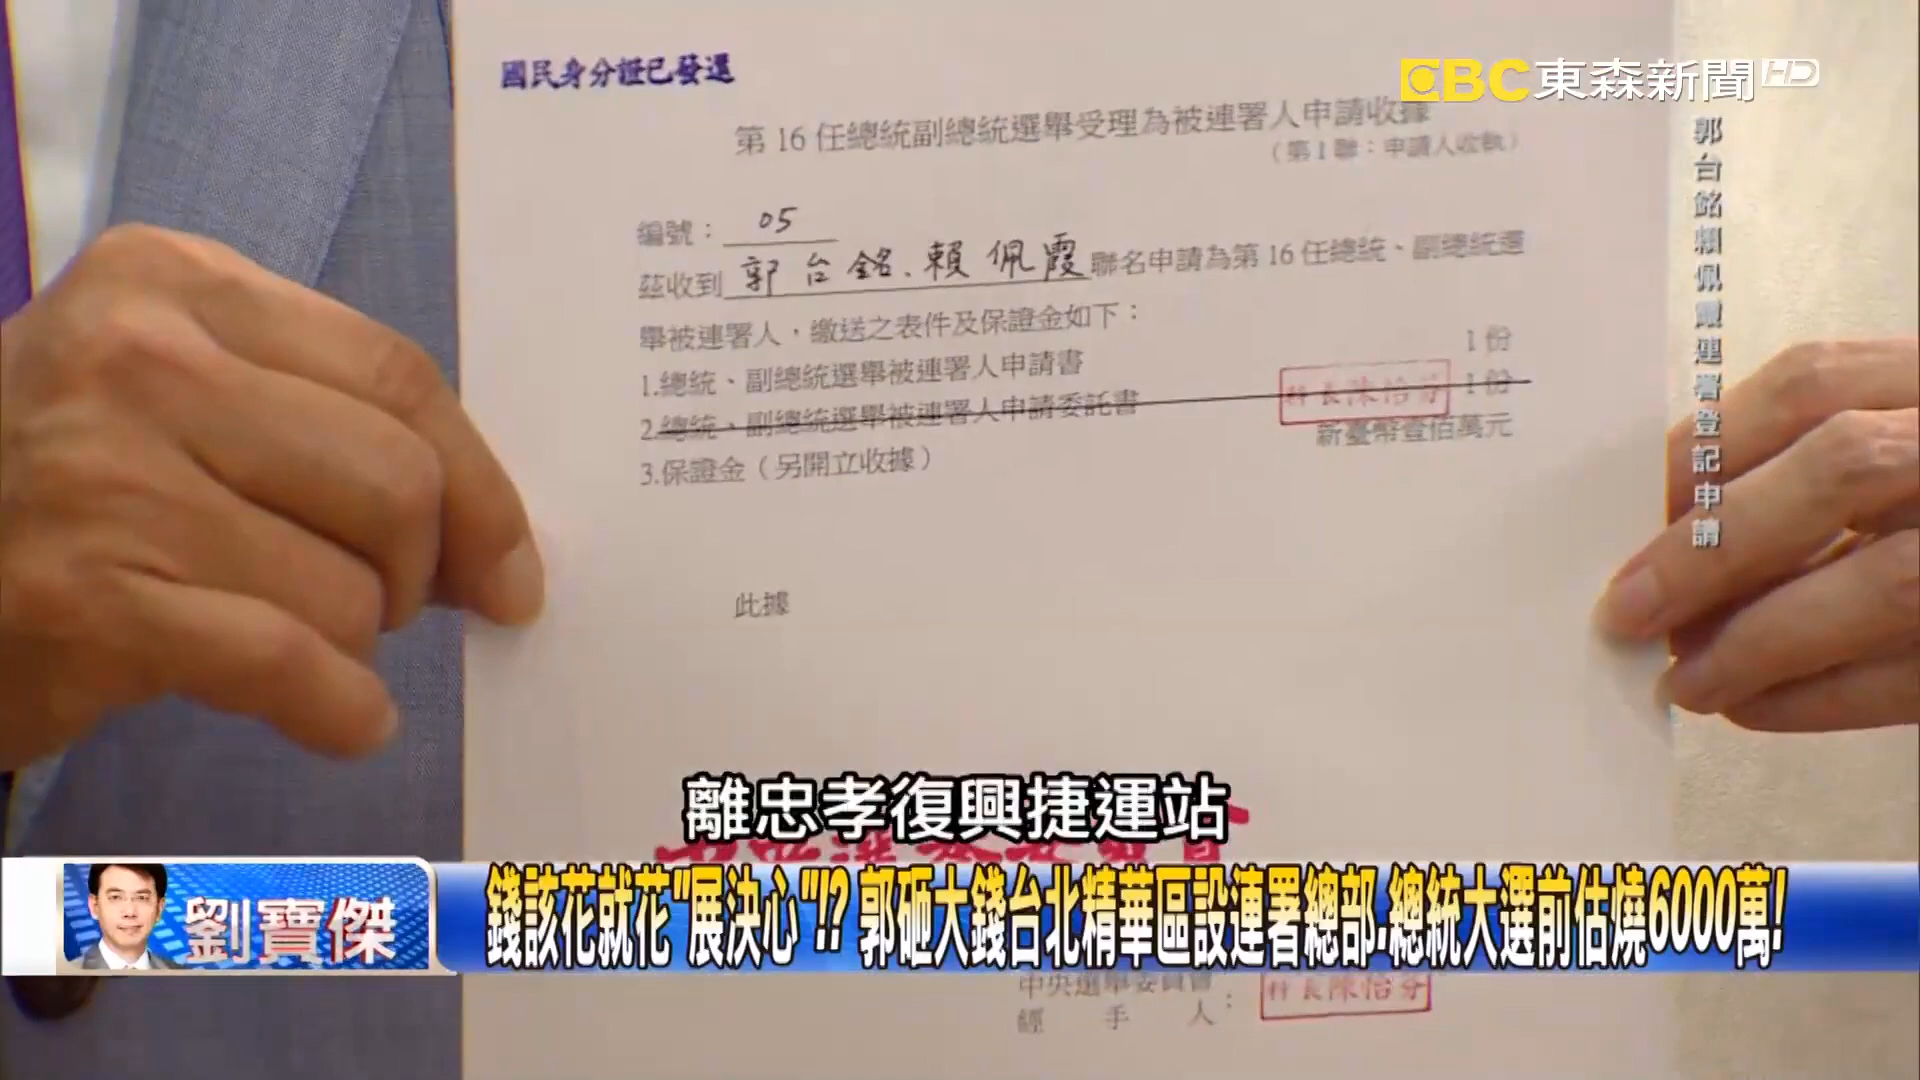 國民身分證已發還
EBC東森新聞HD
第16任總統副總統選舉受理為被連署人申請收據
（第1聯：申請人收執）
郭台銘賴佩霞連署登記申請
編號：05
茲收到郭台銘、賴佩霞聯名申請為第16任總統、副總統選
舉被連署人，繳送之表件及保證金如下：
1.總統、副總統選舉被連署人申請書 1份
2.總統、副總統選舉被連署人申請委託書 科長陳怡芬 1份
3.保證金（另開立收據） 新臺幣壹佰萬元
此據
離忠孝復興捷運站
劉寶傑
錢該花就花"展決心"!? 郭砸大錢台北精華區設連署總部.總統大選前估燒6000萬!
中央選舉委員會
經手人： 科長陳怡芬